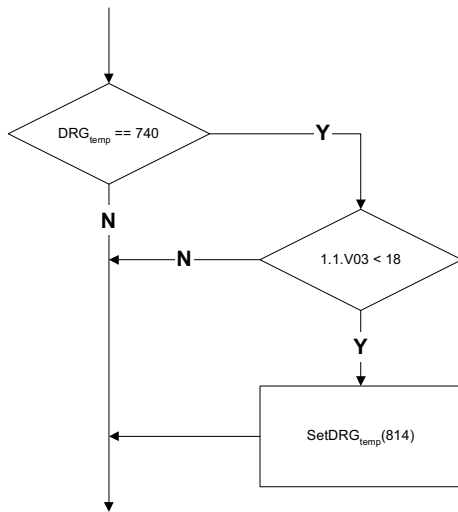 DRGtemp == 740
Y
N
1.1.V03 < 18
N
Y
SetDRGtemp(814)